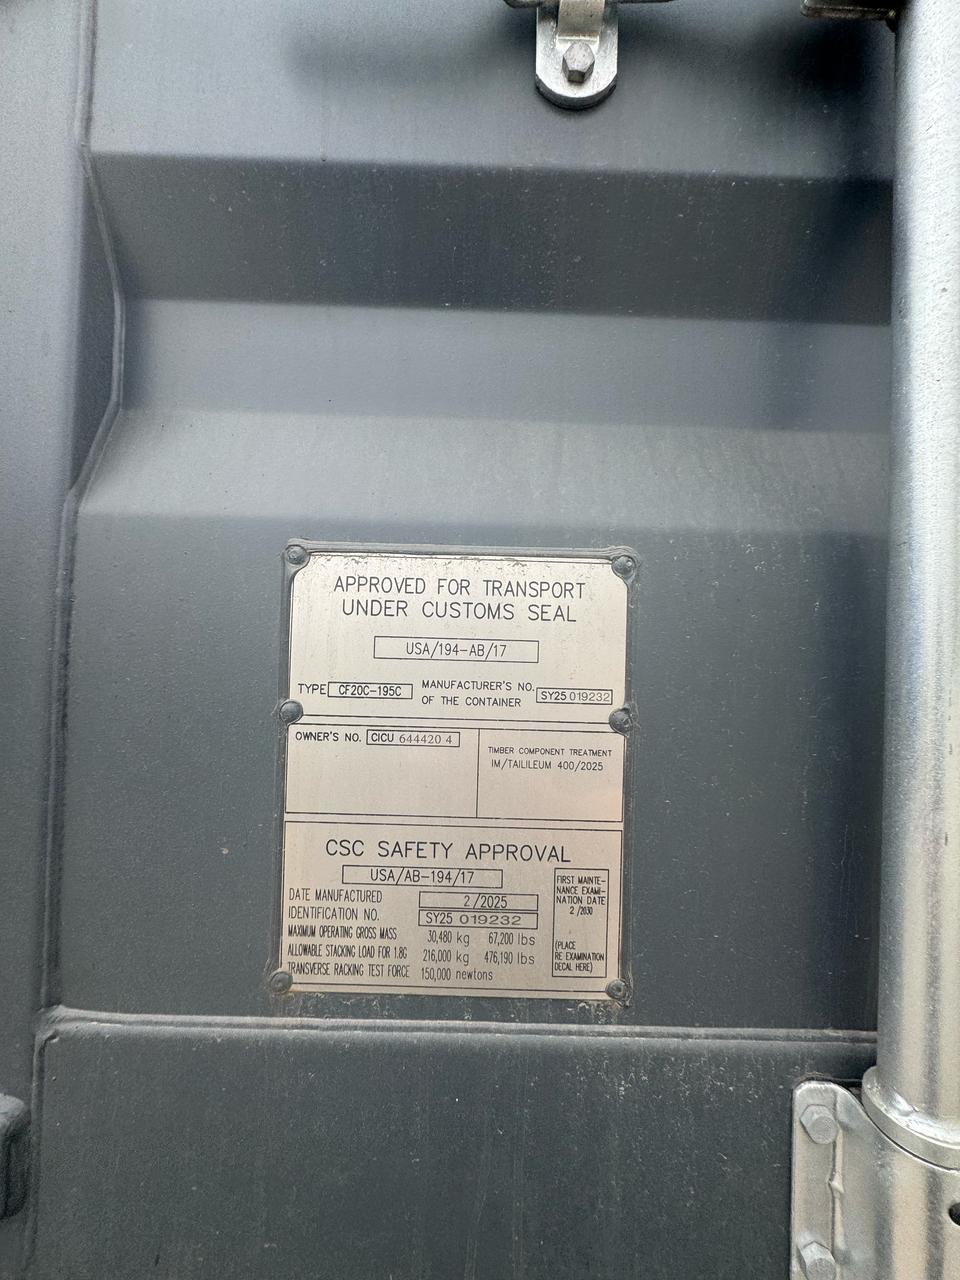 APPROVED FOR TRANSPORT
UNDER CUSTOMS SEAL
USA/194-AB/17
TYPE CF20C-195C MANUFACTURER'S NO. OF THE CONTAINER SY25 019232
OWNER'S NO. CICU 644420 4
TIMBER COMPONENT TREATMENT
IM/TAILILEUM 400/2025
CSC SAFETY APPROVAL
USA/AB-194/17
DATE MANUFACTURED 2/2025
IDENTIFICATION NO. SY25 019232
MAXIMUM OPERATING GROSS MASS 30,480 kg 67,200 lbs
ALLOWABLE STACKING LOAD FOR 1.8G 216,000 kg 476,190 lbs
TRANSVERSE RACKING TEST FORCE 150,000 newtons
FIRST MAINTE-
NANCE EXAMI-
NATION DATE
2 /2030
(PLACE
RE EXAMINATION
DECAL HERE)